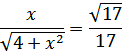 x/√(4+x²) = √17/17